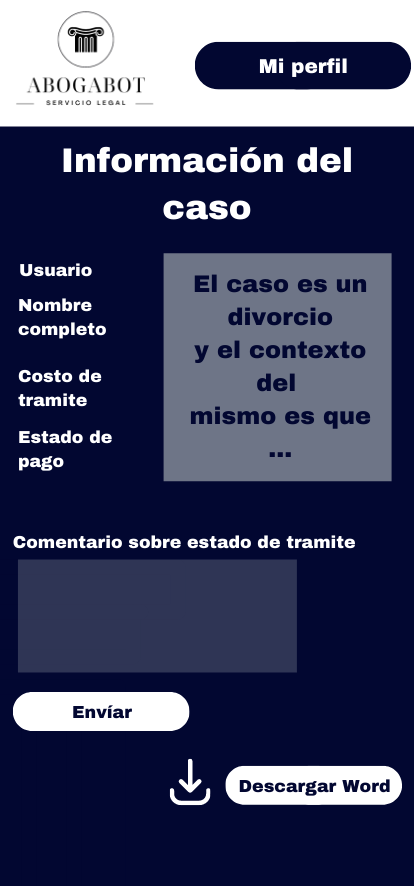 ABOGABOT
SERVICIO LEGAL
Mi perfil
Información del
caso
Usuario
Nombre
completo
Costo de
tramite
Estado de
pago
El caso es un
divorcio
y el contexto
del
mismo es que
...
Comentario sobre estado de tramite
Envíar
Descargar Word